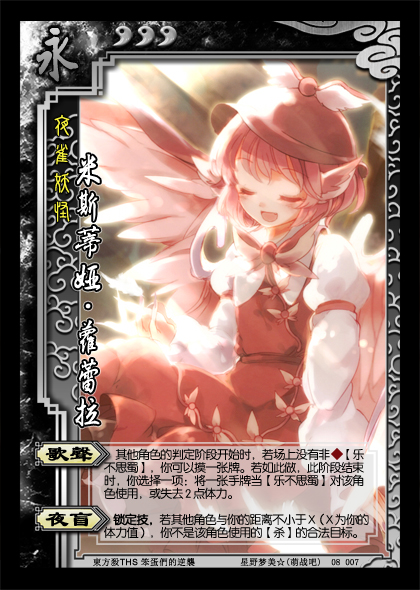 永
夜雀妖怪
米斯蒂娅·蘿蕾拉
歌聲
其他角色的判定阶段开始时，若场上没有非◆【乐
不思蜀】，你可以摸一张牌。若如此做，此阶段结束
时，你选择一项：将一张手牌当【乐不思蜀】对该角
色使用，或失去2点体力。
夜盲
锁定技，若其他角色与你的距离不小于X（X为你的
体力值），你不是该角色使用的【杀】的合法目标。
東方殺THS 笨蛋們的逆襲
星野梦美☆(萌战吧)
08 007